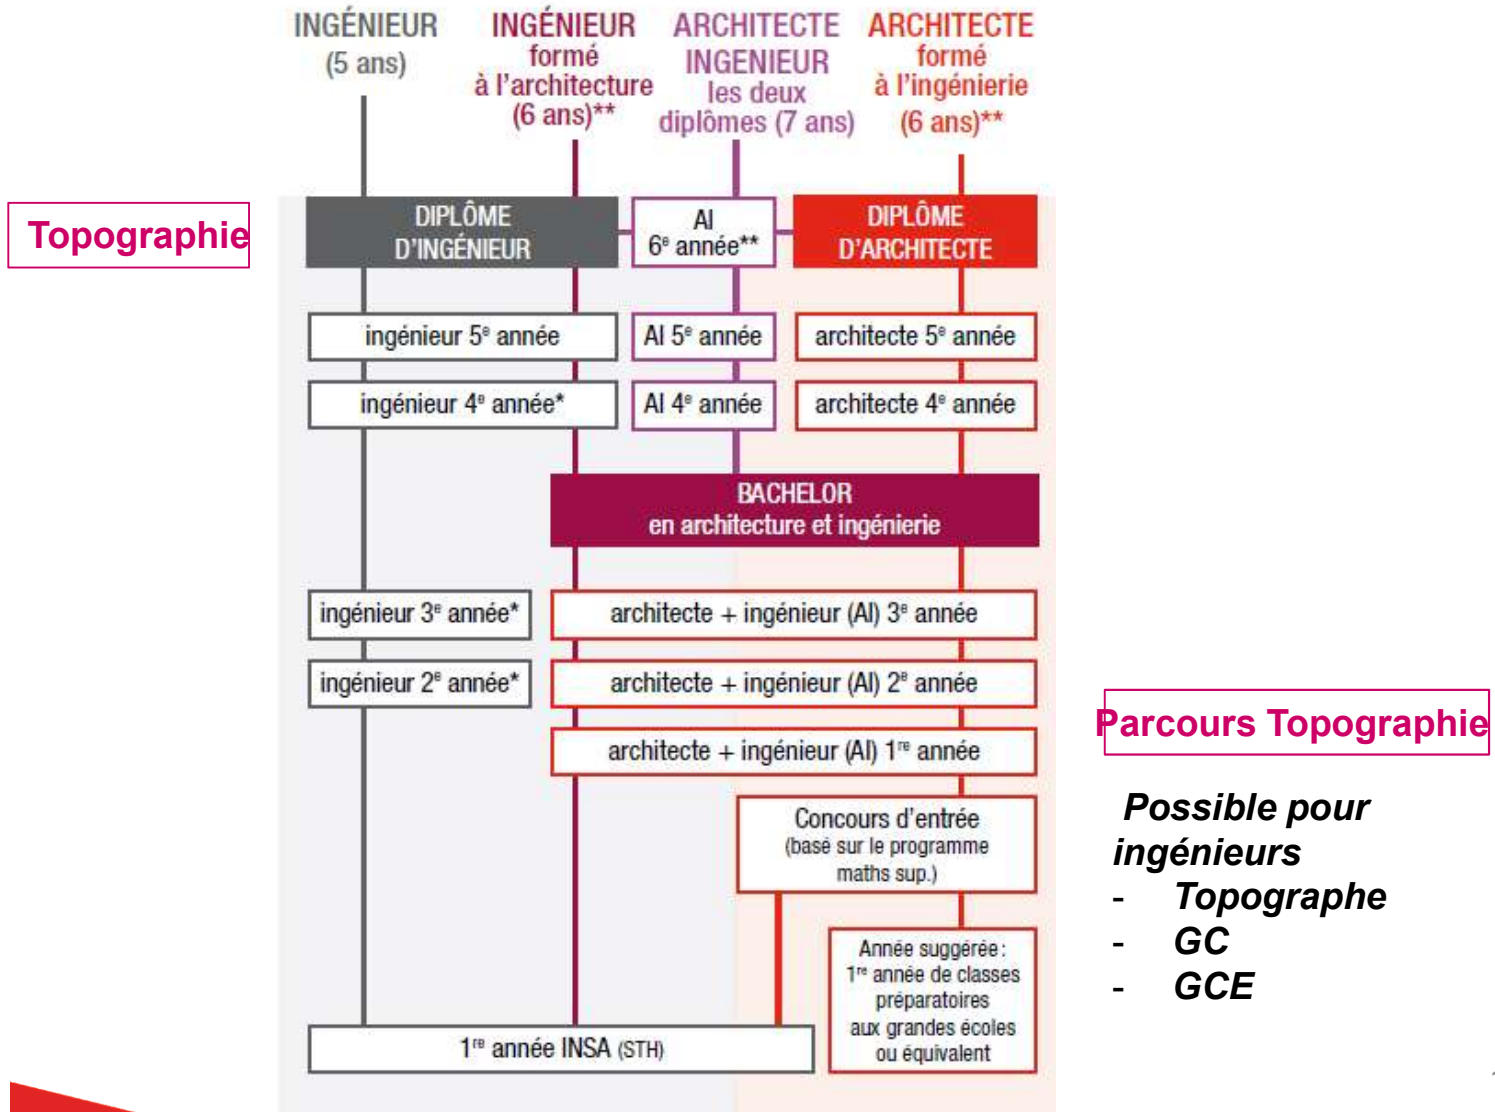 INGÉNIEUR
(5 ans)
INGÉNIEUR
formé
à l'architecture
(6 ans)**
ARCHITECTE
INGENIEUR
les deux
diplômes (7 ans)
ARCHITECTE
formé
à l'ingénierie
(6 ans)**
Topographie
DIPLÔME
D'INGÉNIEUR
AI
6e année**
DIPLÔME
D'ARCHITECTE
ingénieur 5e année
AI 5e année
architecte 5e année
ingénieur 4e année*
AI 4e année
architecte 4e année
BACHELOR
en architecture et ingénierie
ingénieur 3e année*
architecte + ingénieur (AI) 3e année
ingénieur 2e année*
architecte + ingénieur (AI) 2e année
architecte + ingénieur (AI) 1re année
Concours d'entrée
(basé sur le programme
maths sup.)
Année suggérée :
1re année de classes
préparatoires
aux grandes écoles
ou équivalent
1re année INSA (STH)
Parcours Topographie
Possible pour
ingénieurs
- Topographe
- GC
- GCE